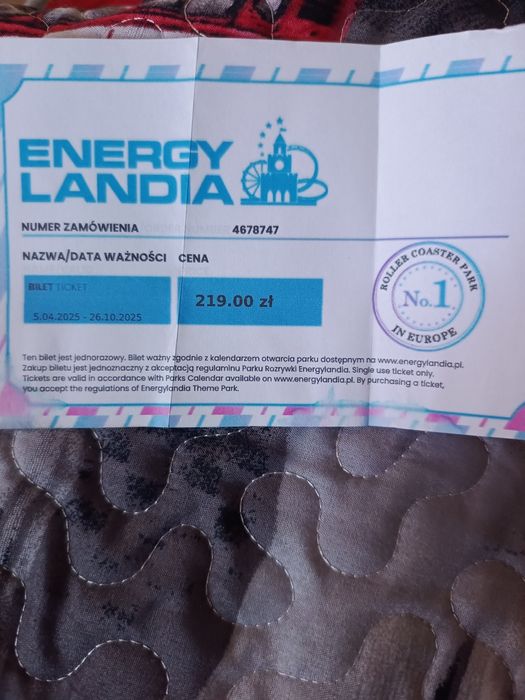 ENERGY
LANDIA
NUMER ZAMÓWIENIA/ORDER NUMBER 4678747
NAZWA/DATA WAŻNOŚCI CENA
BILET TICKET
5.04.2025 - 26.10.2025
219.00 zł
ROLLER COASTER PARK
No.1
IN EUROPE
Ten bilet jest jednorazowy. Bilet ważny zgodnie z kalendarzem otwarcia parku dostępnym na www.energylandia.pl.
Zakup biletu jest jednoznaczny z akceptacją regulaminu Parku Rozrywki Energylandia. Single use ticket only.
Tickets are valid in accordance with Parks Calendar available on www.energylandia.pl. By purchasing a ticket,
you accept the regulations of Energylandia Theme Park.